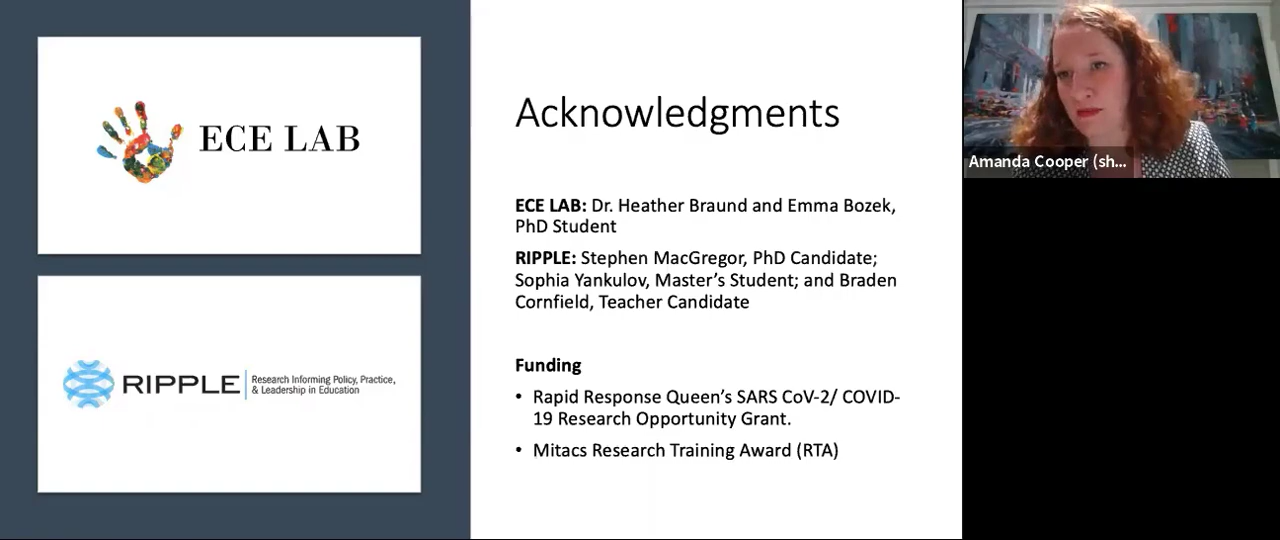 ECE LAB
RIPPLE
Research Informing Policy, Practice,
& Leadership in Education
Acknowledgments
ECE LAB: Dr. Heather Braund and Emma Bozek,
PhD Student
RIPPLE: Stephen MacGregor, PhD Candidate;
Sophia Yankulov, Master’s Student; and Braden
Cornfield, Teacher Candidate
Funding
• Rapid Response Queen’s SARS CoV-2/ COVID-
19 Research Opportunity Grant.
• Mitacs Research Training Award (RTA)
Amanda Cooper (sh...